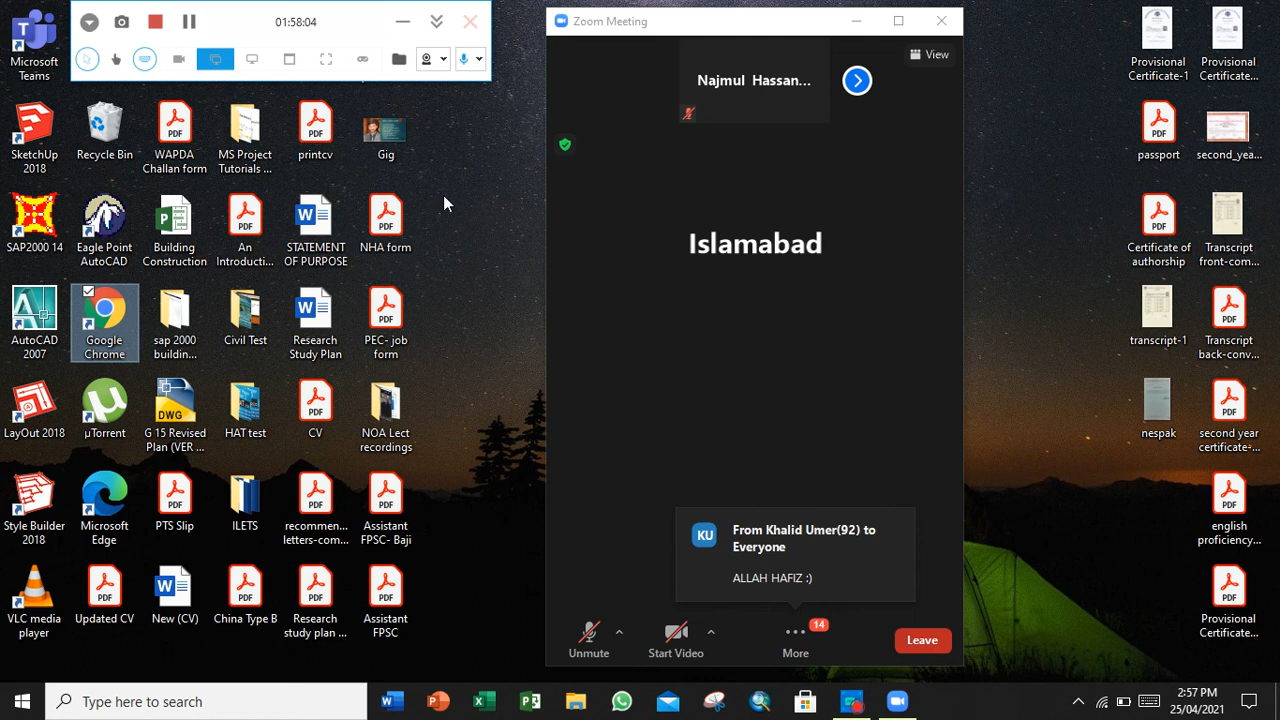 01:58:04
Microsoft
Teams
SketchUp
2018
Recycle Bin
WAPDA
Challan form
MS Project
Tutorials ...
printcv
Gig
SAP2000 14
Eagle Point
AutoCAD
Building
Construction
An
Introducti...
STATEMENT
OF PURPOSE
NHA form
AutoCAD
2007
Google
Chrome
sap 2000
buildin...
Civil Test
Research
Study Plan
PEC- job
form
LayOut 2018
µTorrent
DWG
G 15 Revised
Plan (VER ...
HAT test
CV
NOA Lect
recordings
Style Builder
2018
Microsoft
Edge
PTS Slip
ILETS
recommen...
letters-com...
Assistant
FPSC- Baji
VLC media
player
Updated CV
New (CV)
China Type B
Research
study plan ...
Assistant
FPSC
Zoom Meeting
View
Najmul Hassan...
Islamabad
KU
From Khalid Umer(92) to
Everyone
ALLAH HAFIZ :)
Unmute
Start Video
14
More
Leave
Provisional
Certificate-1
Provisional
Certificate...
passport
second_yea...
Certificate of
authorship
Transcript
front-com...
transcript-1
Transcript
back-conv...
nespak
second year
certificate-...
english
proficiency...
Provisional
Certificate...
Type here to search
2:57 PM
25/04/2021